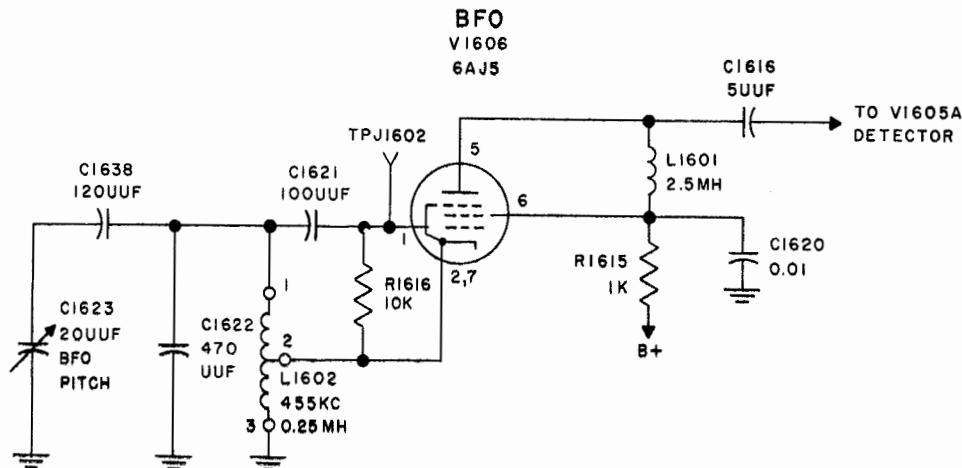 BFO
V1606
6AJ5
C1616
5UUF
TO V1605A
DETECTOR
TPJ1602
5
L1601
2.5MH
C1638
120UUF
C1621
100UUF
6
1
2,7
R1616
10K
R1615
1K
C1620
0.01
B+
C1623
20UUF
BFO
PITCH
C1622
470
UUF
1
2
L1602
455KC
0.25MH
3